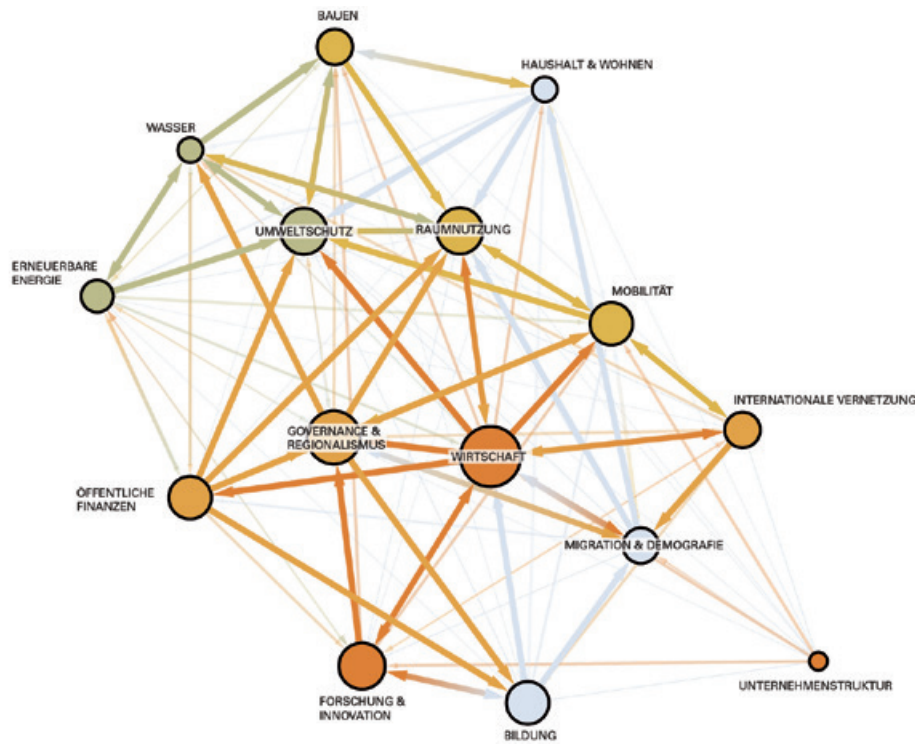 BAUEN
HAUSHALT & WOHNEN
WASSER
UMWELTSCHUTZ
RAUMNUTZUNG
ERNEUERBARE
ENERGIE
MOBILITÄT
INTERNATIONALE VERNETZUNG
GOVERNANCE &
REGIONALISMUS
WIRTSCHAFT
ÖFFENTLICHE
FINANZEN
MIGRATION & DEMOGRAFIE
UNTERNEHMENSTRUKTUR
FORSCHUNG &
INNOVATION
BILDUNG